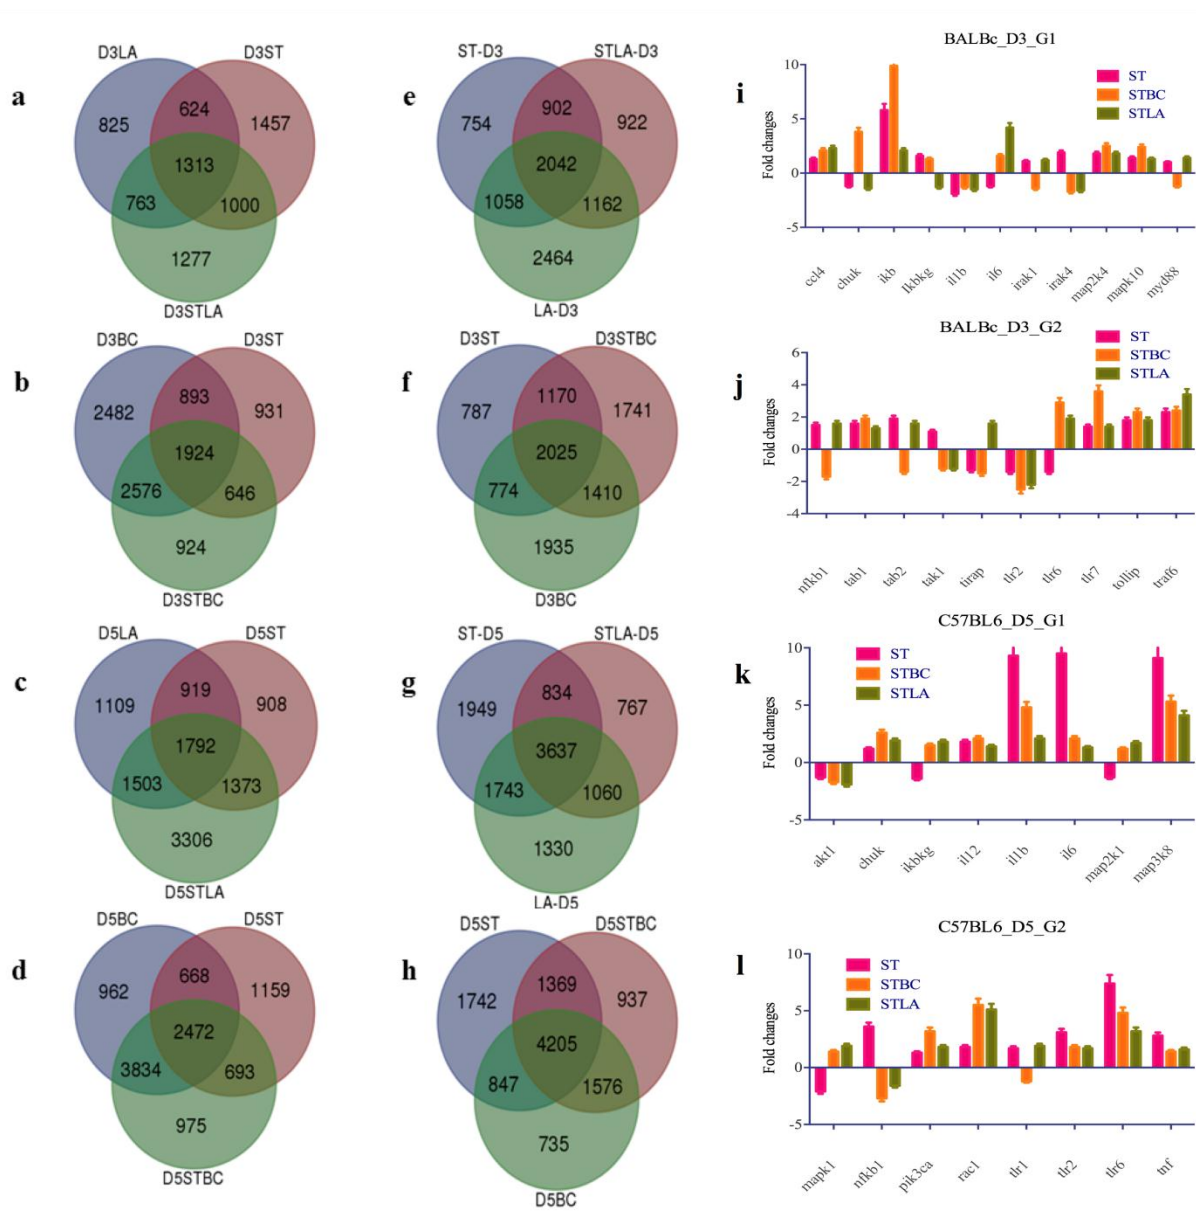 a
D3LA
D3ST
825
624
1457
1313
763
1000
1277
D3STLA
b
D3BC
D3ST
2482
893
931
1924
2576
646
924
D3STBC
c
D5LA
D5ST
1109
919
908
1792
1503
1373
3306
D5STLA
d
D5BC
D5ST
962
668
1159
2472
3834
693
975
D5STBC
e
ST-D3
STLA-D3
754
902
922
2042
1058
1162
2464
LA-D3
f
D3ST
D3STBC
787
1170
1741
2025
774
1410
1935
D3BC
g
ST-D5
STLA-D5
1949
834
767
3637
1743
1060
1330
LA-D5
h
D5ST
D5STBC
1742
1369
937
4205
847
1576
735
D5BC
i
BALBc_D3_G1
ST
STBC
STLA
Fold changes
10
5
0
-5
ccl4 chuk ikb Ikbkg il1b il6 irak1 irak4 map2k4 mapk10 myd88
j
BALBc_D3_G2
ST
STBC
STLA
Fold changes
6
4
2
0
-2
-4
nfkb1 tab1 tab2 tak1 tirap tlr2 tlr6 tlr7 tollip traf6
k
C57BL6_D5_G1
ST
STBC
STLA
Fold changes
10
5
0
-5
akt1 chuk ikbkg il12 il1b il6 map2k1 map3k8
l
C57BL6_D5_G2
ST
STBC
STLA
Fold changes
10
5
0
-5
mapk1 nfkb1 pik3ca rac1 tlr1 tlr2 tlr6 tnf